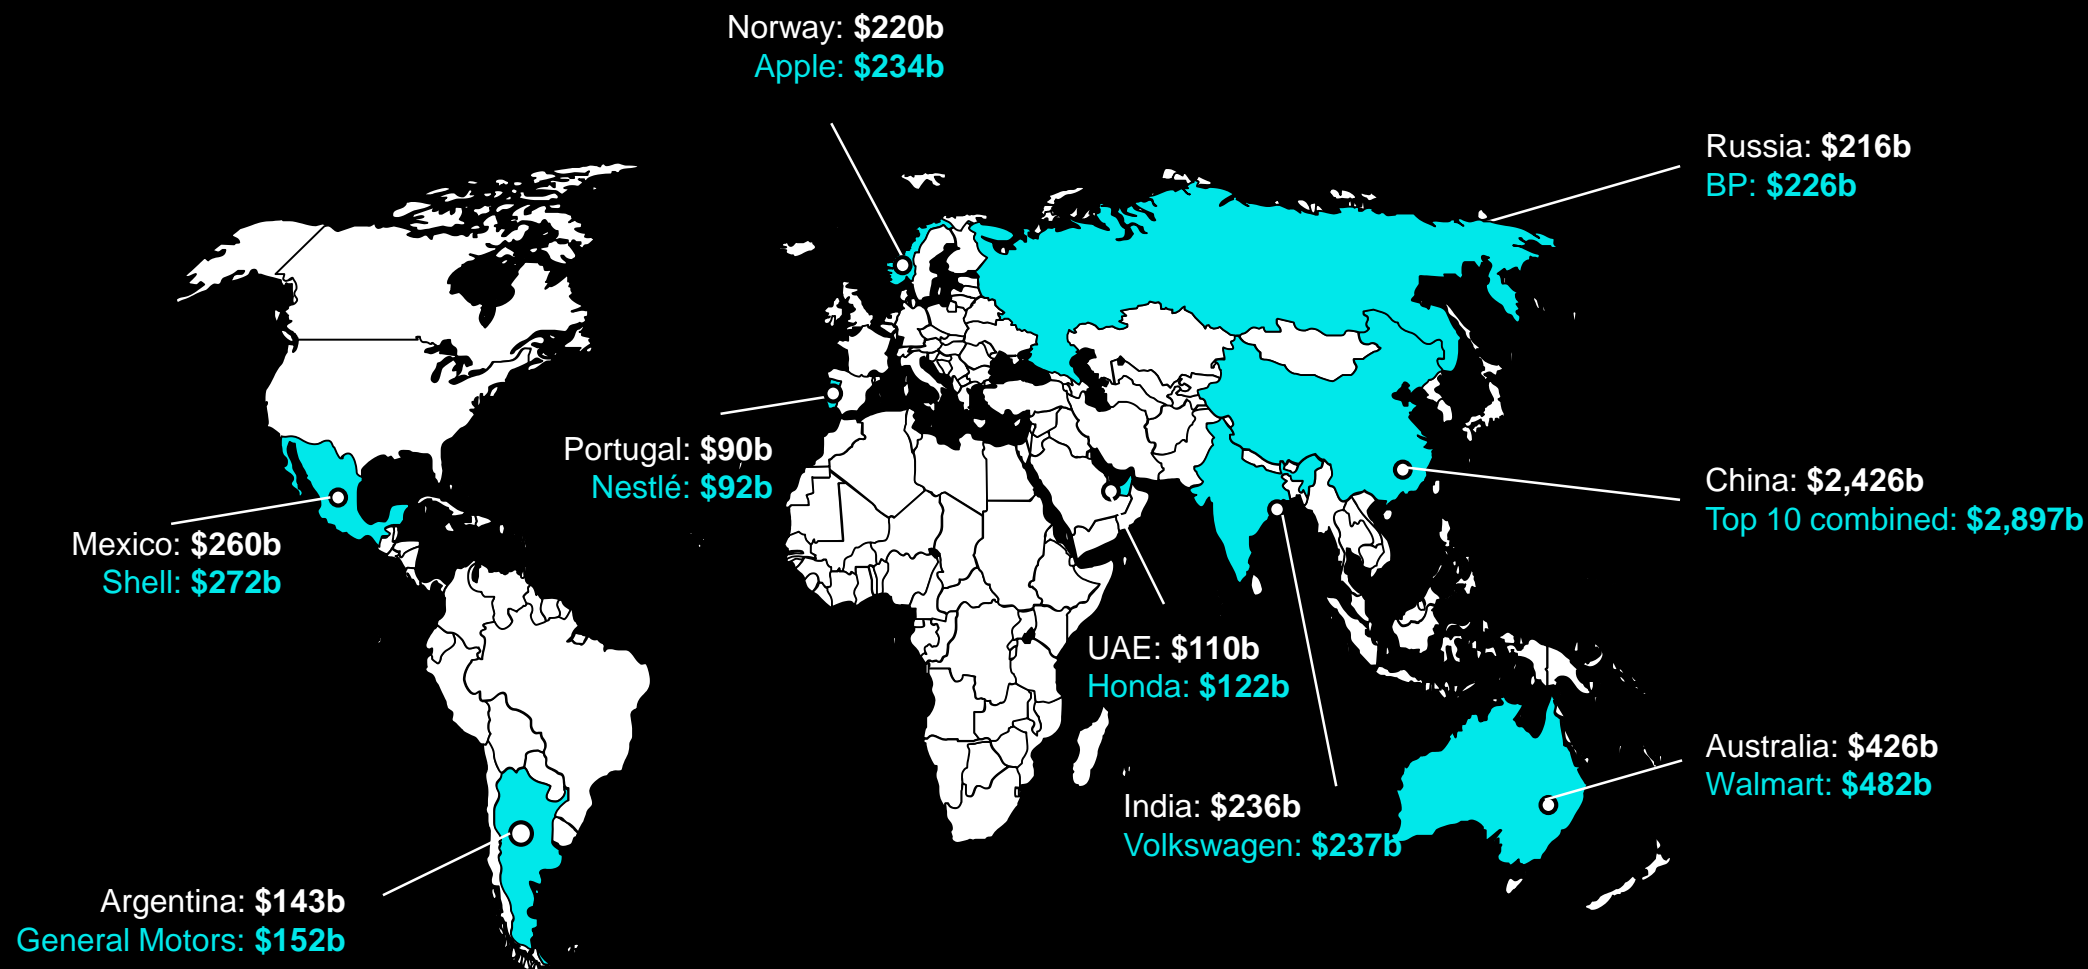 Norway: $220b
Apple: $234b
Russia: $216b
BP: $226b
Portugal: $90b
Nestlé: $92b
China: $2,426b
Top 10 combined: $2,897b
Mexico: $260b
Shell: $272b
UAE: $110b
Honda: $122b
Australia: $426b
Walmart: $482b
India: $236b
Volkswagen: $237b
Argentina: $143b
General Motors: $152b